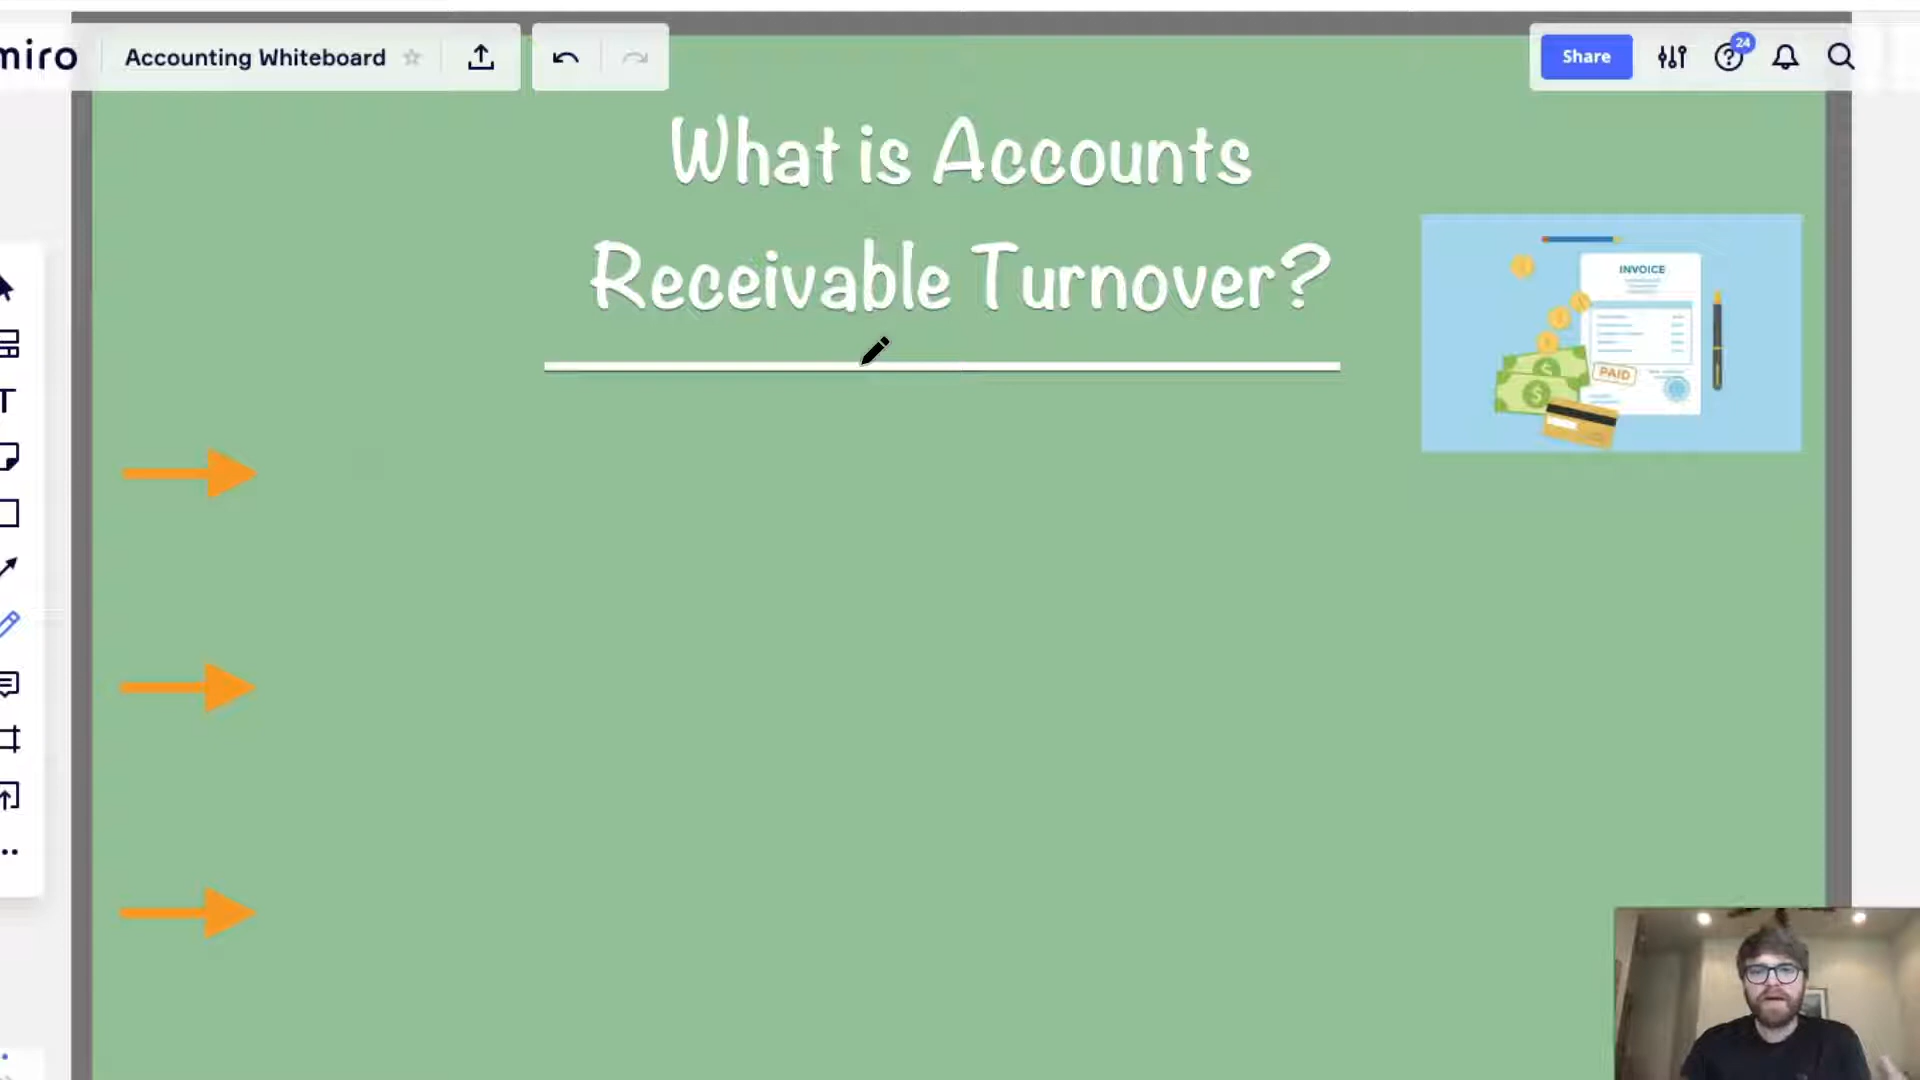 miro
Accounting Whiteboard
Share
24
What is Accounts
Receivable Turnover?
INVOICE
PAID